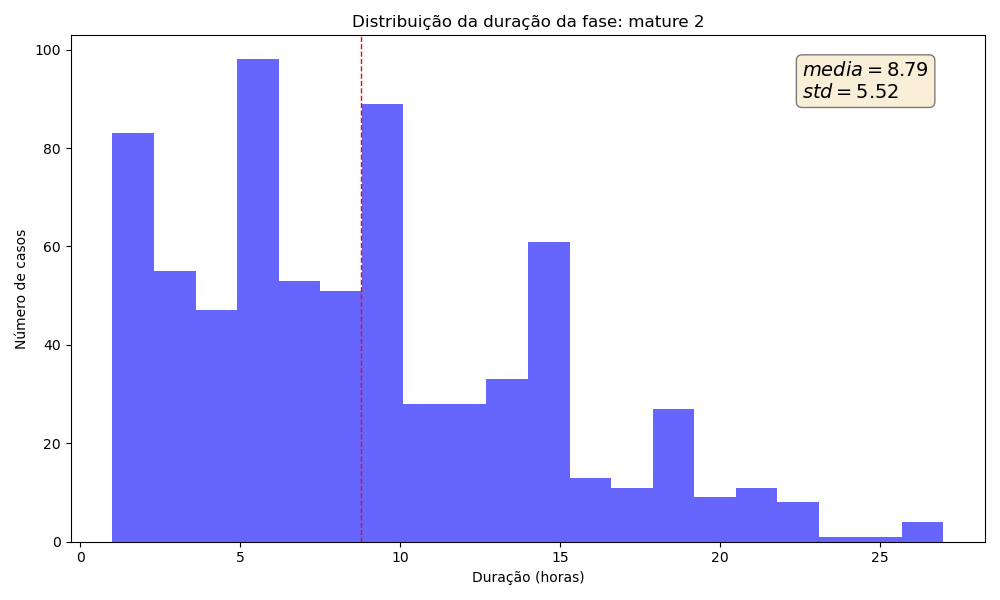 Distribuição da duração da fase: mature 2
media = 8.79
std = 5.52
Número de casos
100
80
60
40
20
0
0 5 10 15 20 25
Duração (horas)